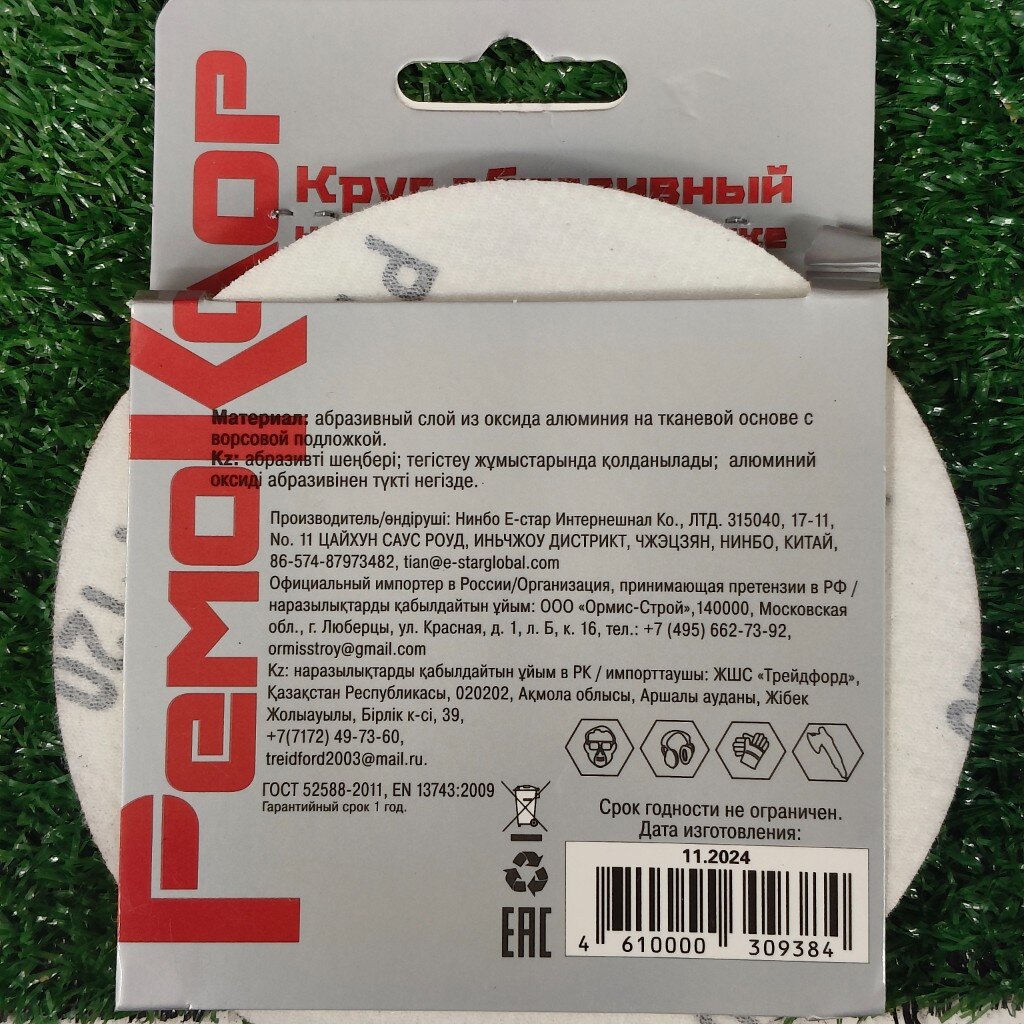 РемоКолор
Круг абразивный
Материал: абразивный слой из оксида алюминия на тканевой основе с
ворсовой подложкой.
Kz: абразивті шеңбері; тегістеу жұмыстарында қолданылады; алюминий
оксиді абразивінен түкті негізде.
Производитель/өндіруші: Нинбо Е-стар Интернешнал Ко., ЛТД. 315040, 17-11,
No. 11 ЦАЙХУН САУС РОУД, ИНЬЧЖОУ ДИСТРИКТ, ЧЖЭЦЗЯН, НИНБО, КИТАЙ,
86-574-87973482, tian@e-starglobal.com
Официальный импортер в России/Организация, принимающая претензии в РФ /
наразылықтарды қабылдайтын ұйым: ООО «Ормис-Строй»,140000, Московская
обл., г. Люберцы, ул. Красная, д. 1, л. Б, к. 16, тел.: +7 (495) 662-73-92,
ormisstroy@gmail.com
Kz: наразылықтарды қабылдайтын ұйым в РК / импорттаушы: ЖШС «Трейдфорд»,
Қазақстан Республикасы, 020202, Ақмола облысы, Аршалы ауданы, Жібек
Жолыауылы, Бірлік к-сі, 39,
+7(7172) 49-73-60,
treidford2003@mail.ru.
ГОСТ 52588-2011, EN 13743:2009
Гарантийный срок 1 год.
Срок годности не ограничен.
Дата изготовления:
11.2024
EAC
4 610000 309384
P
120